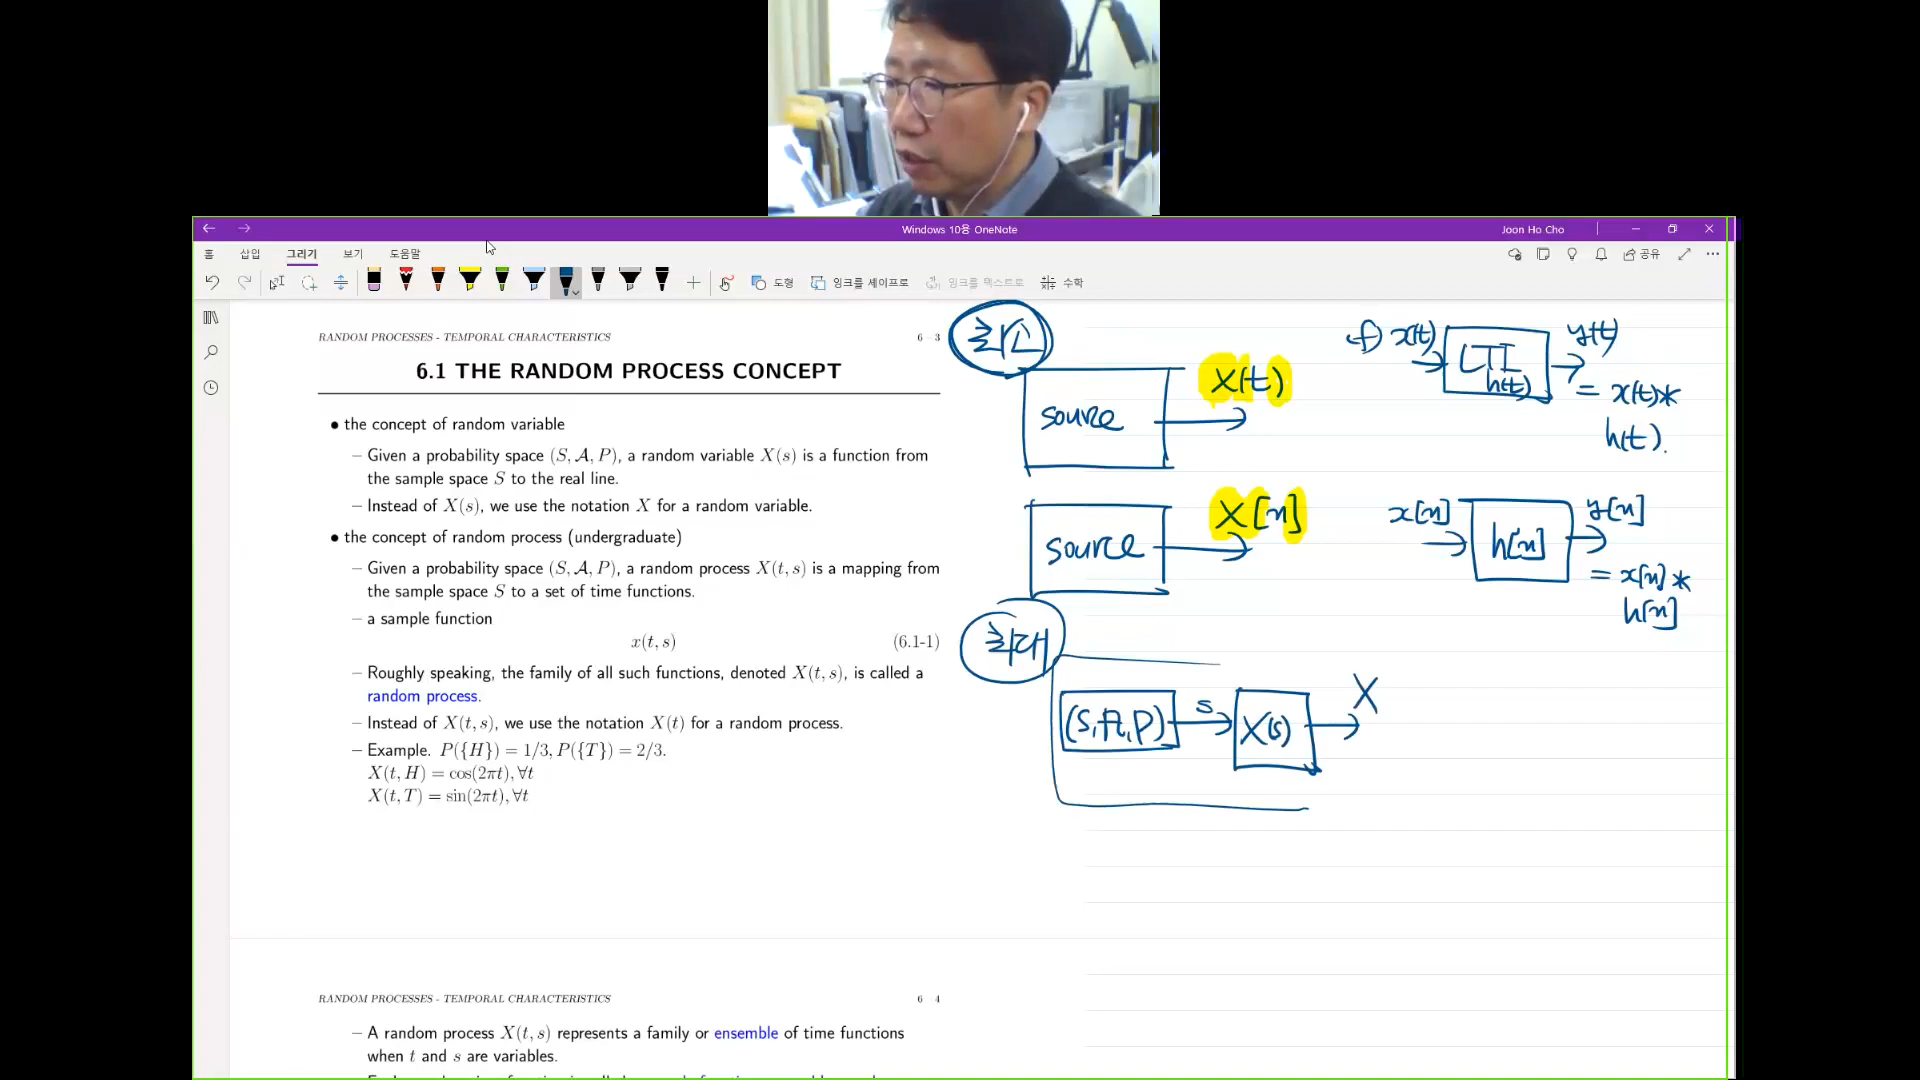 Windows 10용 OneNote
Joon Ho Cho
홈 삽입 그리기 보기 도움말
공유
도형 잉크를 셰이프로 잉크를 텍스트로 수학
RANDOM PROCESSES - TEMPORAL CHARACTERISTICS 6 3
6.1 THE RANDOM PROCESS CONCEPT
• the concept of random variable
– Given a probability space (S, A, P), a random variable X(s) is a function from
the sample space S to the real line.
– Instead of X(s), we use the notation X for a random variable.
• the concept of random process (undergraduate)
– Given a probability space (S, A, P), a random process X(t, s) is a mapping from
the sample space S to a set of time functions.
– a sample function
x(t, s) (6.1-1)
– Roughly speaking, the family of all such functions, denoted X(t, s), is called a
random process.
– Instead of X(t, s), we use the notation X(t) for a random process.
– Example. P({H}) = 1/3, P({T}) = 2/3.
X(t, H) = cos(2πt), ∀t
X(t, T) = sin(2πt), ∀t
RANDOM PROCESSES - TEMPORAL CHARACTERISTICS 6 4
– A random process X(t, s) represents a family or ensemble of time functions
when t and s are variables.
source X(t)
cf) x(t) LTI h(t) y(t)
= x(t)*
h(t).
source X[n]
x[n] h[n] y[n]
= x[n]*
h[n]
(S, A, P) s X(s) X